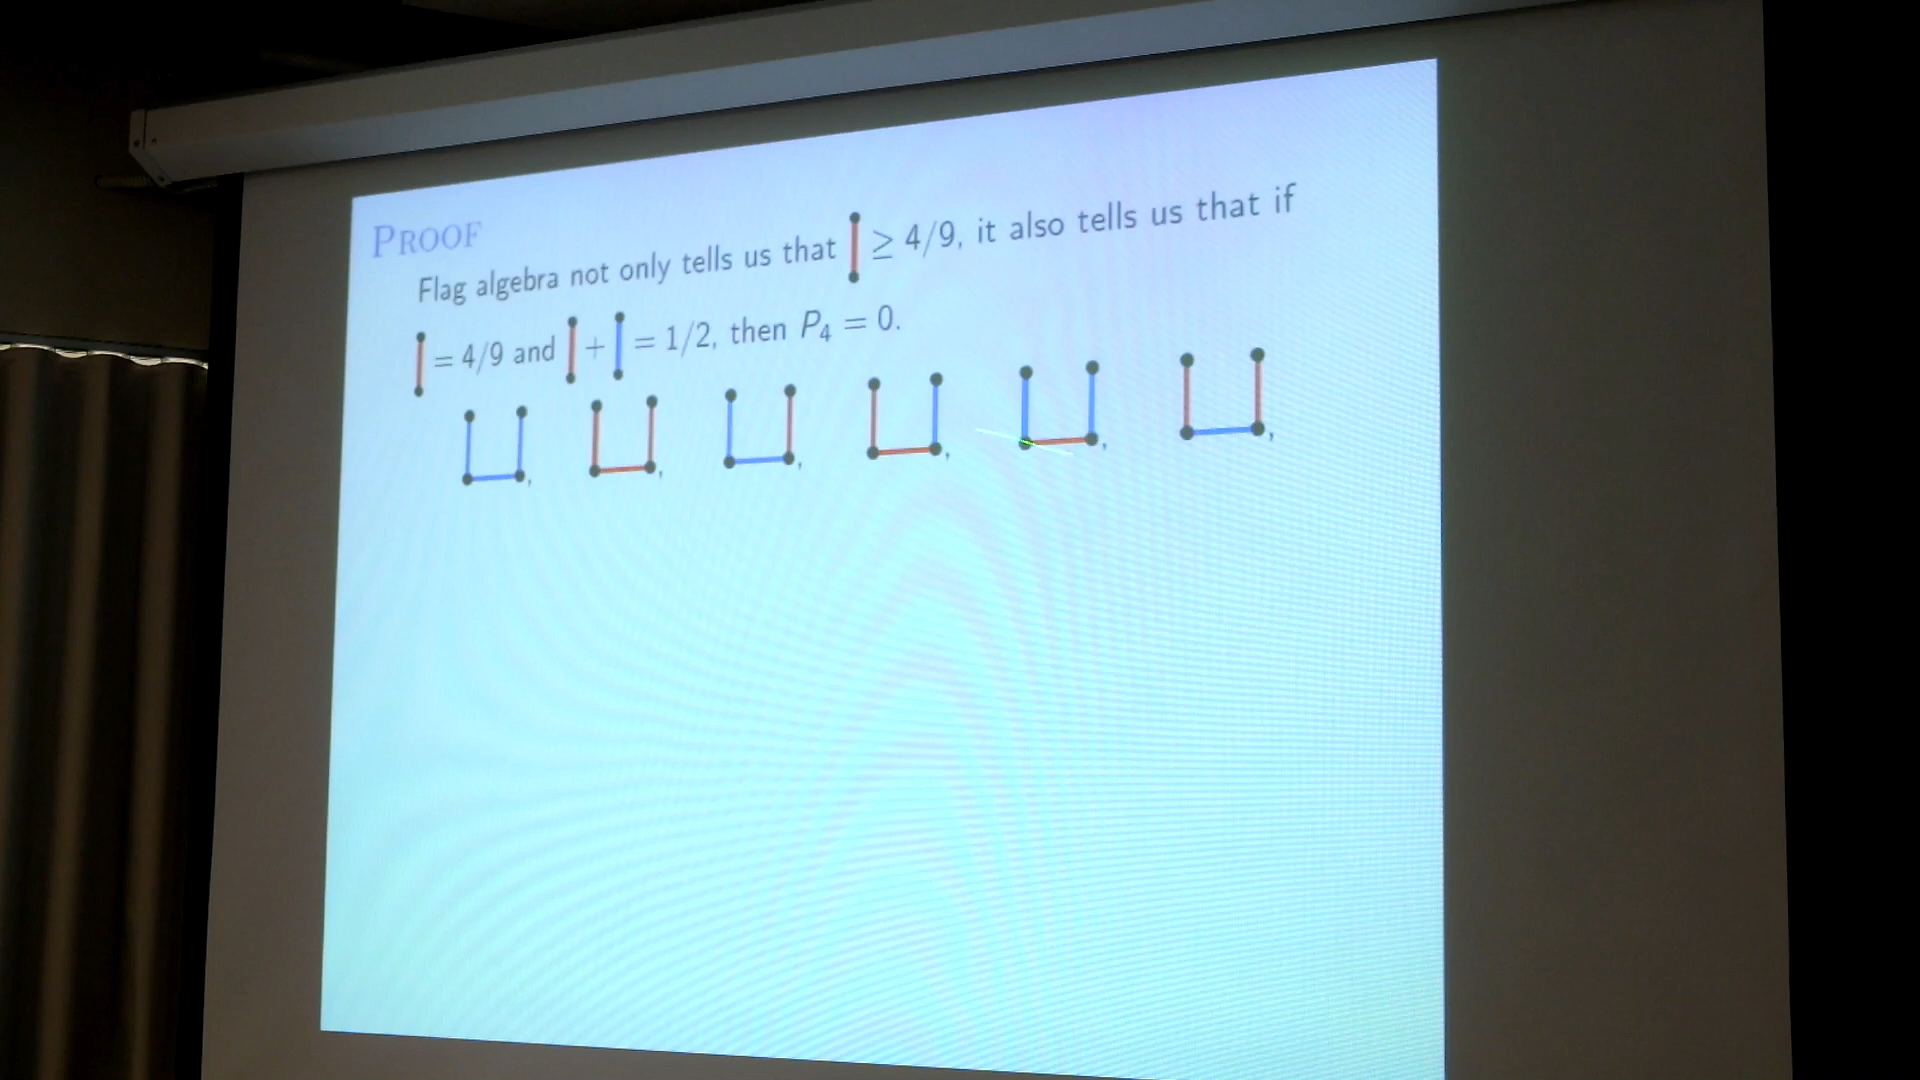 PROOF
Flag algebra not only tells us that ≥ 4/9, it also tells us that if
= 4/9 and + = 1/2, then P₄ = 0.
, , , , , ,